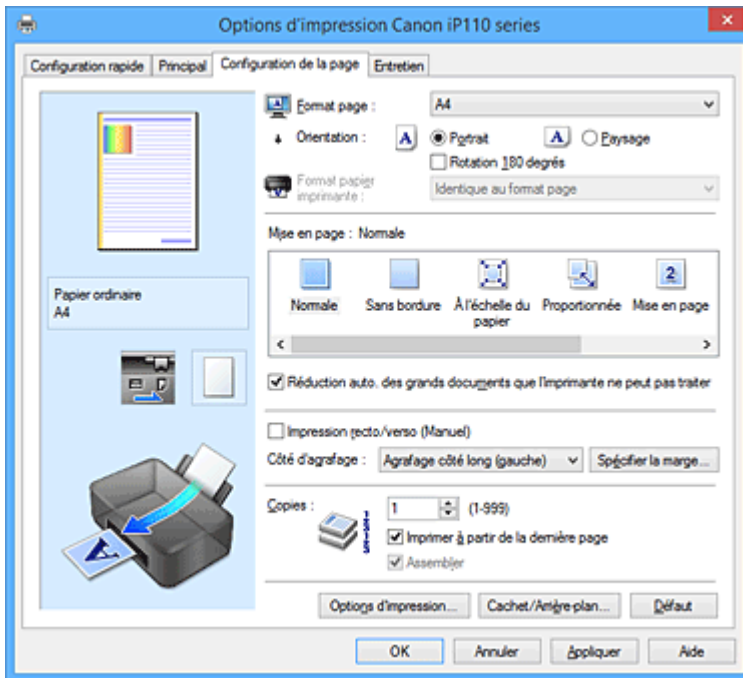 Options d'impression Canon iP110 series
Configuration rapide Principal Configuration de la page Entretien
Format page : A4
Orientation : A Portrait A Paysage
Rotation 180 degrés
Format papier imprimante : Identique au format page
Mise en page : Normale
Normale Sans bordure À l'échelle du papier Proportionnée Mise en page
Papier ordinaire
A4
Réduction auto. des grands documents que l'imprimante ne peut pas traiter
Impression recto/verso (Manuel)
Côté d'agrafage : Agrafage côté long (gauche) Spécifier la marge...
Copies : 1 (1-999)
Imprimer à partir de la dernière page
Assembler
Options d'impression... Cachet/Arrière-plan... Défaut
OK Annuler Appliquer Aide